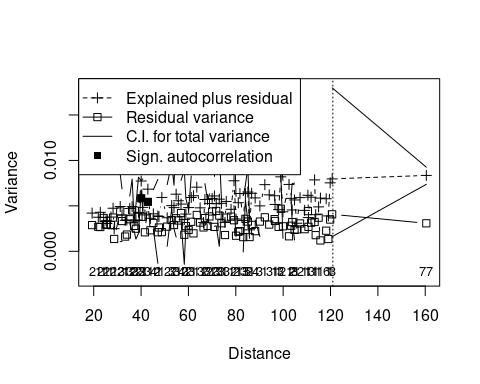 Explained plus residual
Residual variance
C.I. for total variance
Sign. autocorrelation
Variance
0.010
0.000
77
20 40 60 80 100 120 140 160
Distance